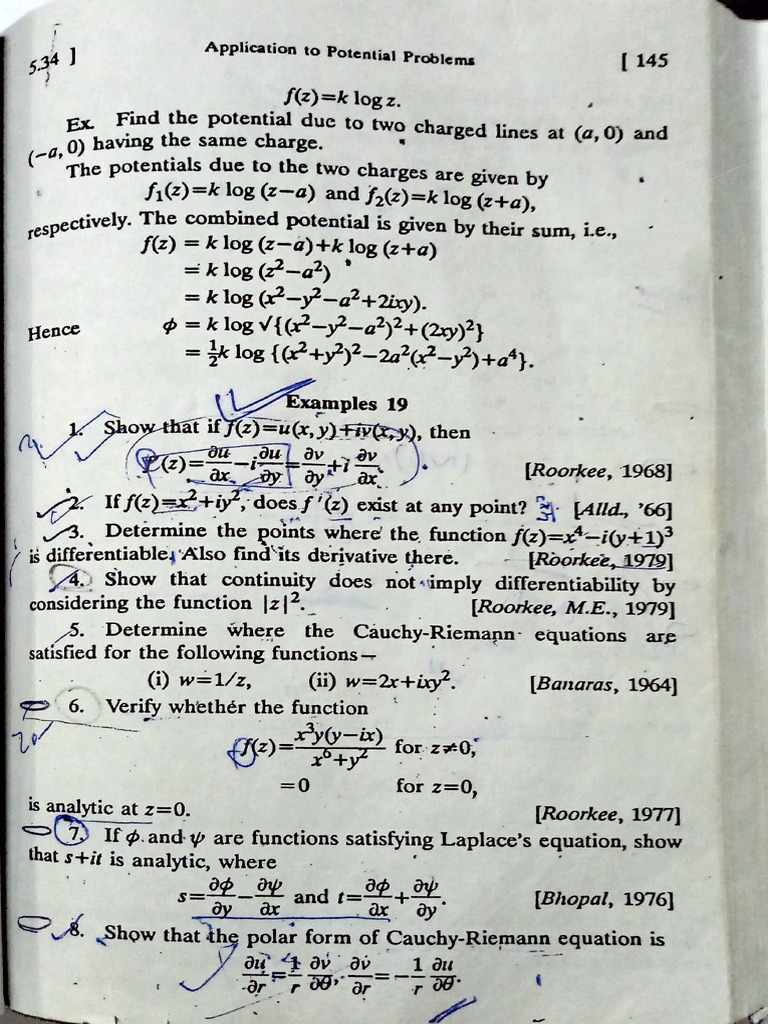 5.34 ]
Application to Potential Problems
[ 145
f(z)=k log z.
Ex. Find the potential due to two charged lines at (a, 0) and
(−a, 0) having the same charge.
The potentials due to the two charges are given by
f₁(z)=k log (z−a) and f₂(z)=k log (z+a),
respectively. The combined potential is given by their sum, i.e.,
f(z) = k log (z−a)+k log (z+a)
= k log (z²−a²)
= k log (x²−y²−a²+2ixy).
Hence φ = k log √{(x²−y²−a²)²+(2xy)²}
= ½k log {(x²+y²)²−2a²(x²−y²)+a⁴}.
Examples 19
1. Show that if f(z)=u(x, y)+iv(x, y), then
f'(z)=∂u/∂x−i∂u/∂y=∂v/∂y+i ∂v/∂x. [Roorkee, 1968]
2. If f(z)=x²+iy², does f '(z) exist at any point? [Alld., '66]
3. Determine the points where the function f(z)=x⁴−i(y+1)³
is differentiable. Also find its derivative there. [Roorkee, 1979]
4. Show that continuity does not imply differentiability by
considering the function |z|². [Roorkee, M.E., 1979]
5. Determine where the Cauchy-Riemann equations are
satisfied for the following functions—
(i) w=1/z, (ii) w=2x+ixy². [Banaras, 1964]
6. Verify whether the function
f(z)=x³y(y−ix)/x⁶+y² for z≠0,
=0 for z=0,
is analytic at z=0. [Roorkee, 1977]
7. If φ and ψ are functions satisfying Laplace's equation, show
that s+it is analytic, where
s=∂φ/∂y−∂ψ/∂x and t=∂φ/∂x+∂ψ/∂y. [Bhopal, 1976]
8. Show that the polar form of Cauchy-Riemann equation is
∂u/∂r=1/r ∂v/∂θ, ∂v/∂r=−1/r ∂u/∂θ.